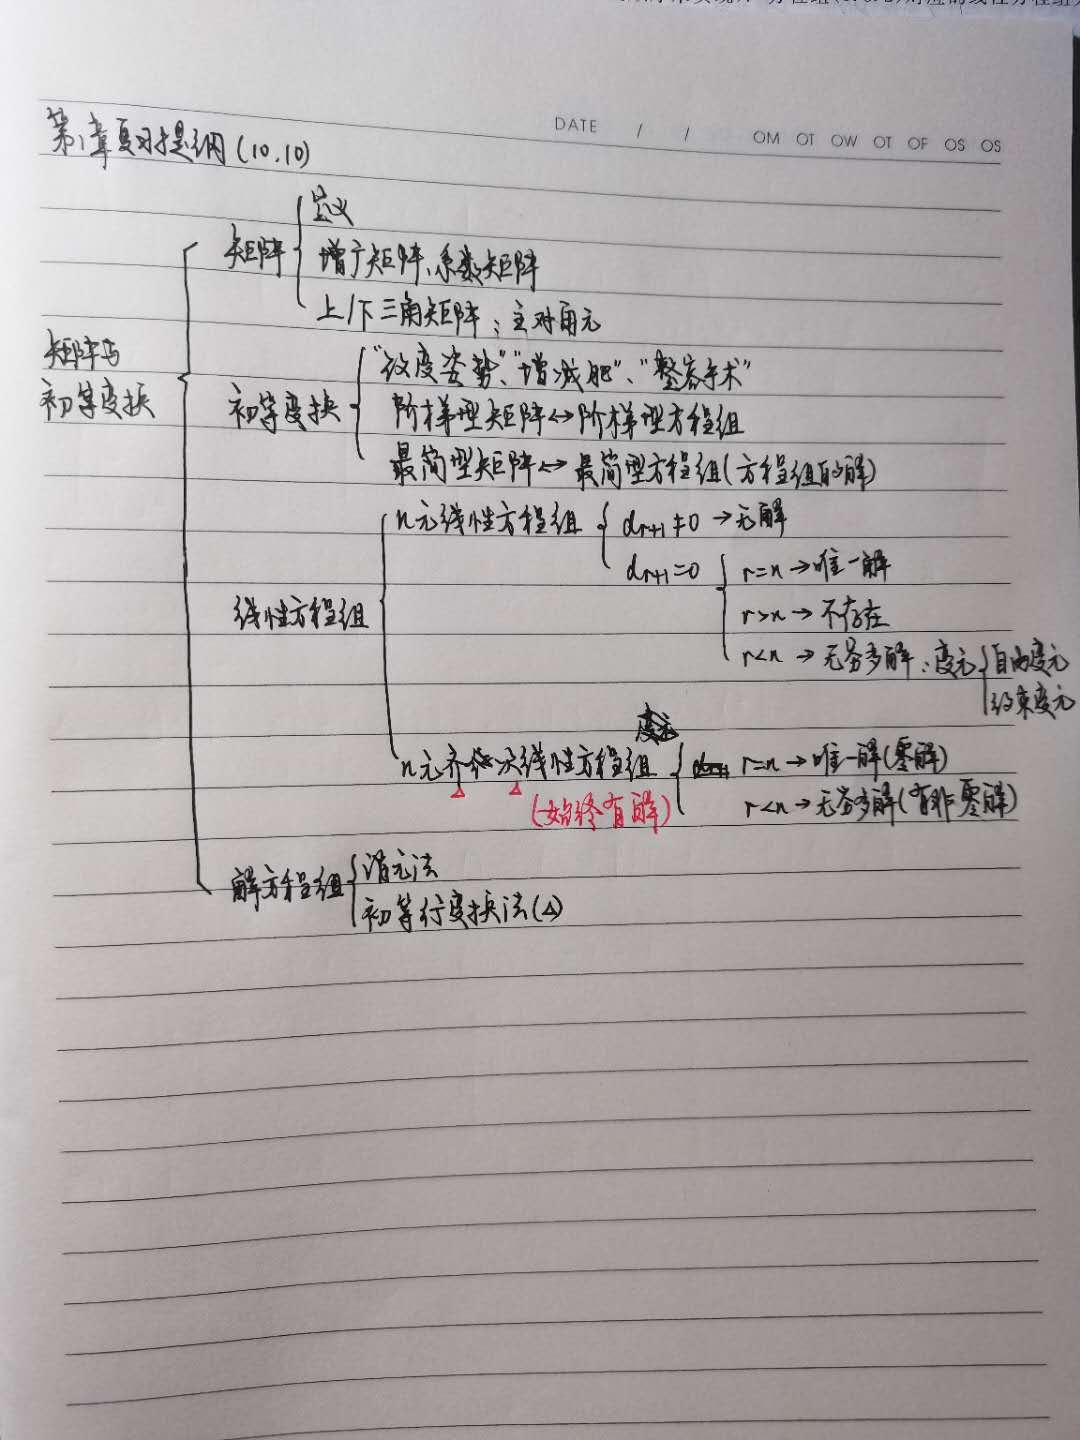 DATE / / OM OT OW OT OF OS OS
第1章复习提纲(10.10)
矩阵与
初等变换
矩阵
定义
增广矩阵、系数矩阵
上/下三角矩阵：主对角元
初等变换
"改变姿势"、"增减肥"、"整容手术"
阶梯型矩阵↔阶梯型方程组
最简型矩阵↔最简型方程组(方程组的解)
线性方程组
n元线性方程组
dr+1≠0→无解
dr+1=0
r=n→唯一解
r>n→不存在
r<n→无穷多解：变元
自由变元
约束变元
n元齐次线性方程组
(始终有解)
r=n→唯一解(零解)
r<n→无穷多解(有非零解)
解方程组
消元法
初等行变换法(△)